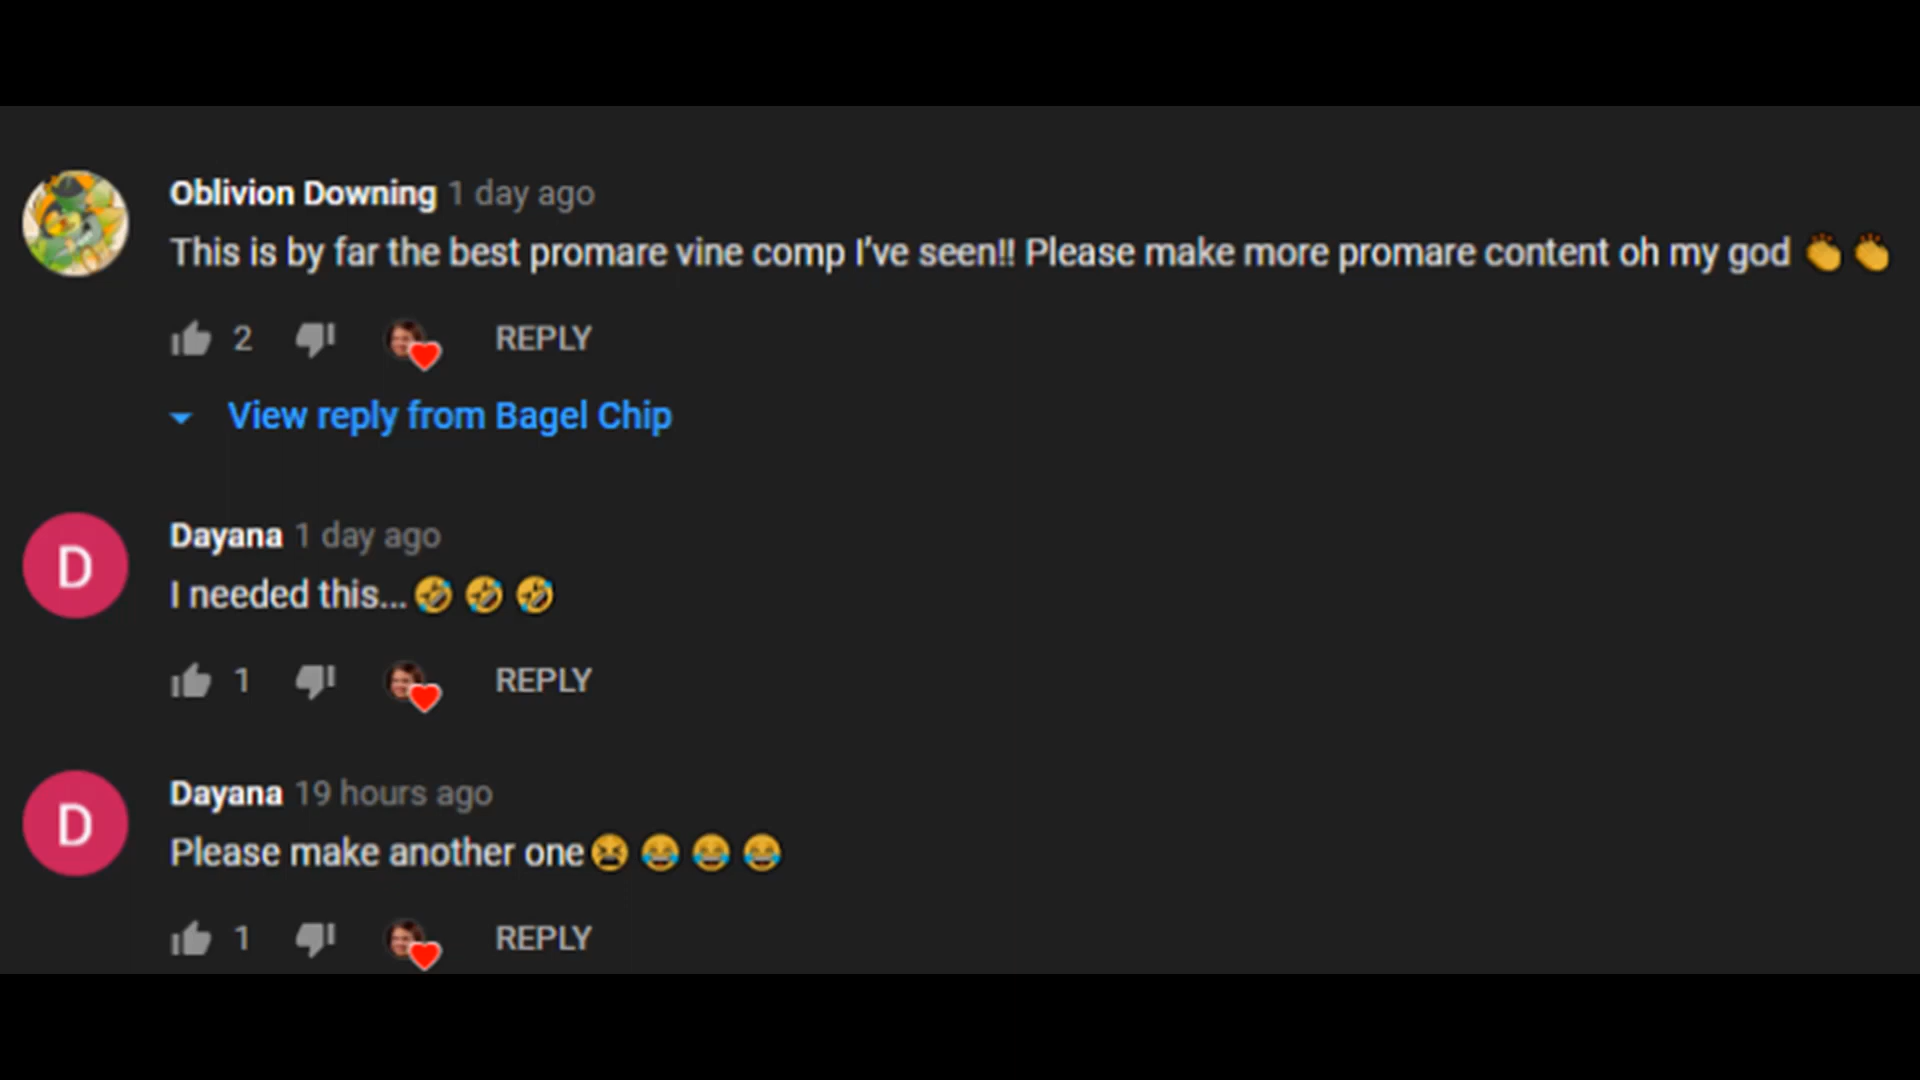 Oblivion Downing 1 day ago
This is by far the best promare vine comp I've seen!! Please make more promare content oh my god 👏👏
2 REPLY
View reply from Bagel Chip
D
Dayana 1 day ago
I needed this...🤣🤣🤣
1 REPLY
D
Dayana 19 hours ago
Please make another one😫😂😂😂
1 REPLY